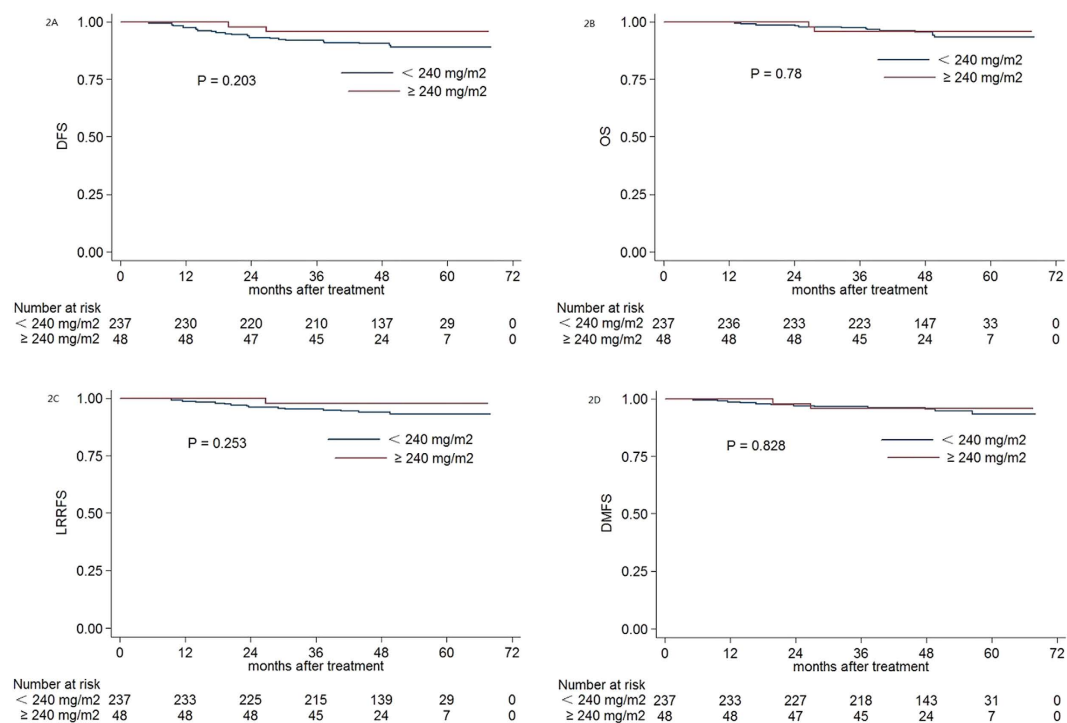 2A
1.00
0.75
0.50
0.25
0.00
DFS
P = 0.203
< 240 mg/m2
≥ 240 mg/m2
0 12 24 36 48 60 72
months after treatment
Number at risk
< 240 mg/m2 237 230 220 210 137 29 0
≥ 240 mg/m2 48 48 47 45 24 7 0
2B
1.00
0.75
0.50
0.25
0.00
OS
P = 0.78
< 240 mg/m2
≥ 240 mg/m2
0 12 24 36 48 60 72
months after treatment
Number at risk
< 240 mg/m2 237 236 233 223 147 33 0
≥ 240 mg/m2 48 48 48 45 24 7 0
2C
1.00
0.75
0.50
0.25
0.00
LRRFS
P = 0.253
< 240 mg/m2
≥ 240 mg/m2
0 12 24 36 48 60 72
months after treatment
Number at risk
< 240 mg/m2 237 233 225 215 139 29 0
≥ 240 mg/m2 48 48 48 45 24 7 0
2D
1.00
0.75
0.50
0.25
0.00
DMFS
P = 0.828
< 240 mg/m2
≥ 240 mg/m2
0 12 24 36 48 60 72
months after treatment
Number at risk
< 240 mg/m2 237 233 227 218 143 31 0
≥ 240 mg/m2 48 48 47 45 24 7 0